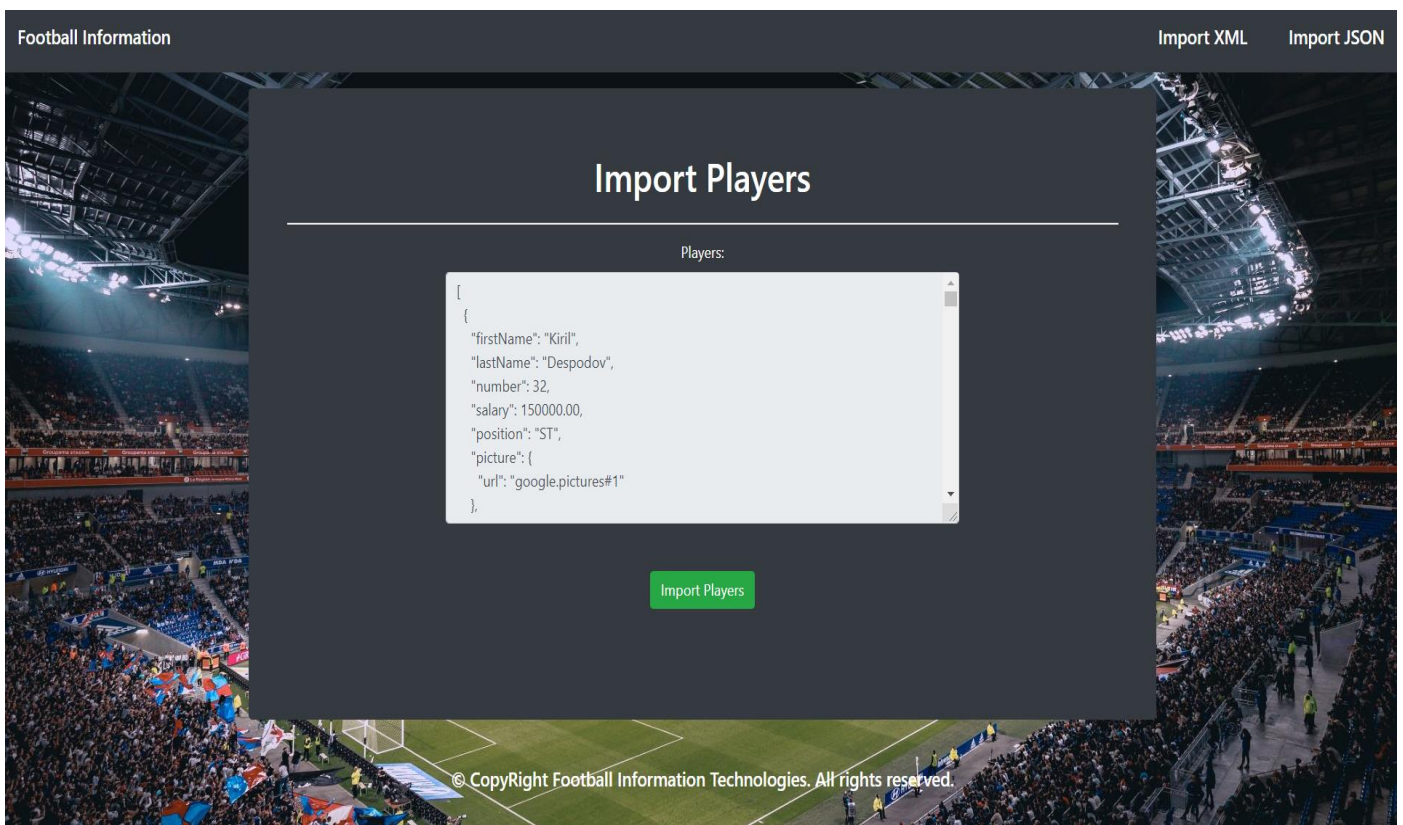 Football Information
Import XML
Import JSON
Import Players
Players:
[
{
"firstName": "Kiril",
"lastName": "Despodov",
"number": 32,
"salary": 150000.00,
"position": "ST",
"picture": {
"url": "google.pictures#1"
},
Import Players
© CopyRight Football Information Technologies. All rights reserved.